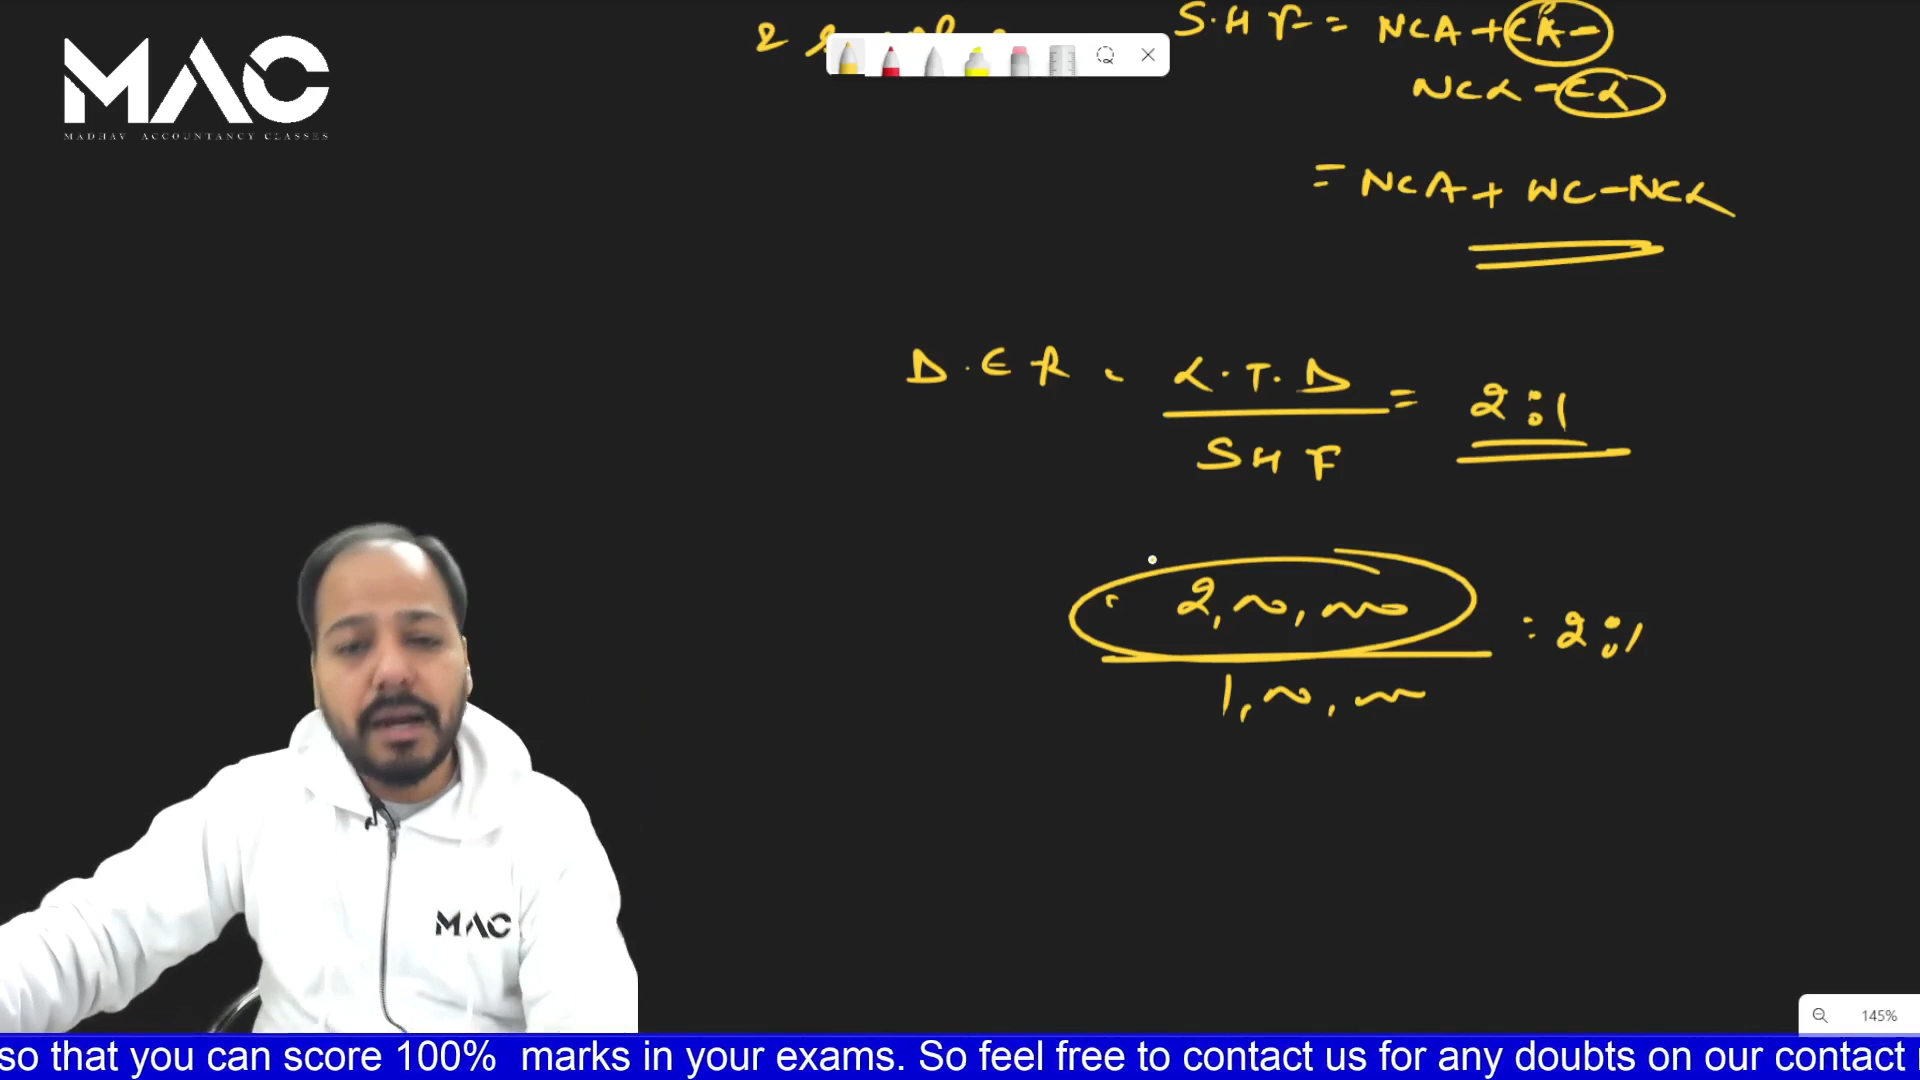 MAC
MADHAV ACCOUNTANCY CLASSES
2
S.H.F = NCA + CA -
NCL - CL
= NCA + WC - NCL
D.E.R = L.T.D / SHF = 2:1
2,00,000 / 1,00,000 = 2:1
MAC
145%
so that you can score 100% marks in your exams. So feel free to contact us for any doubts on our contact